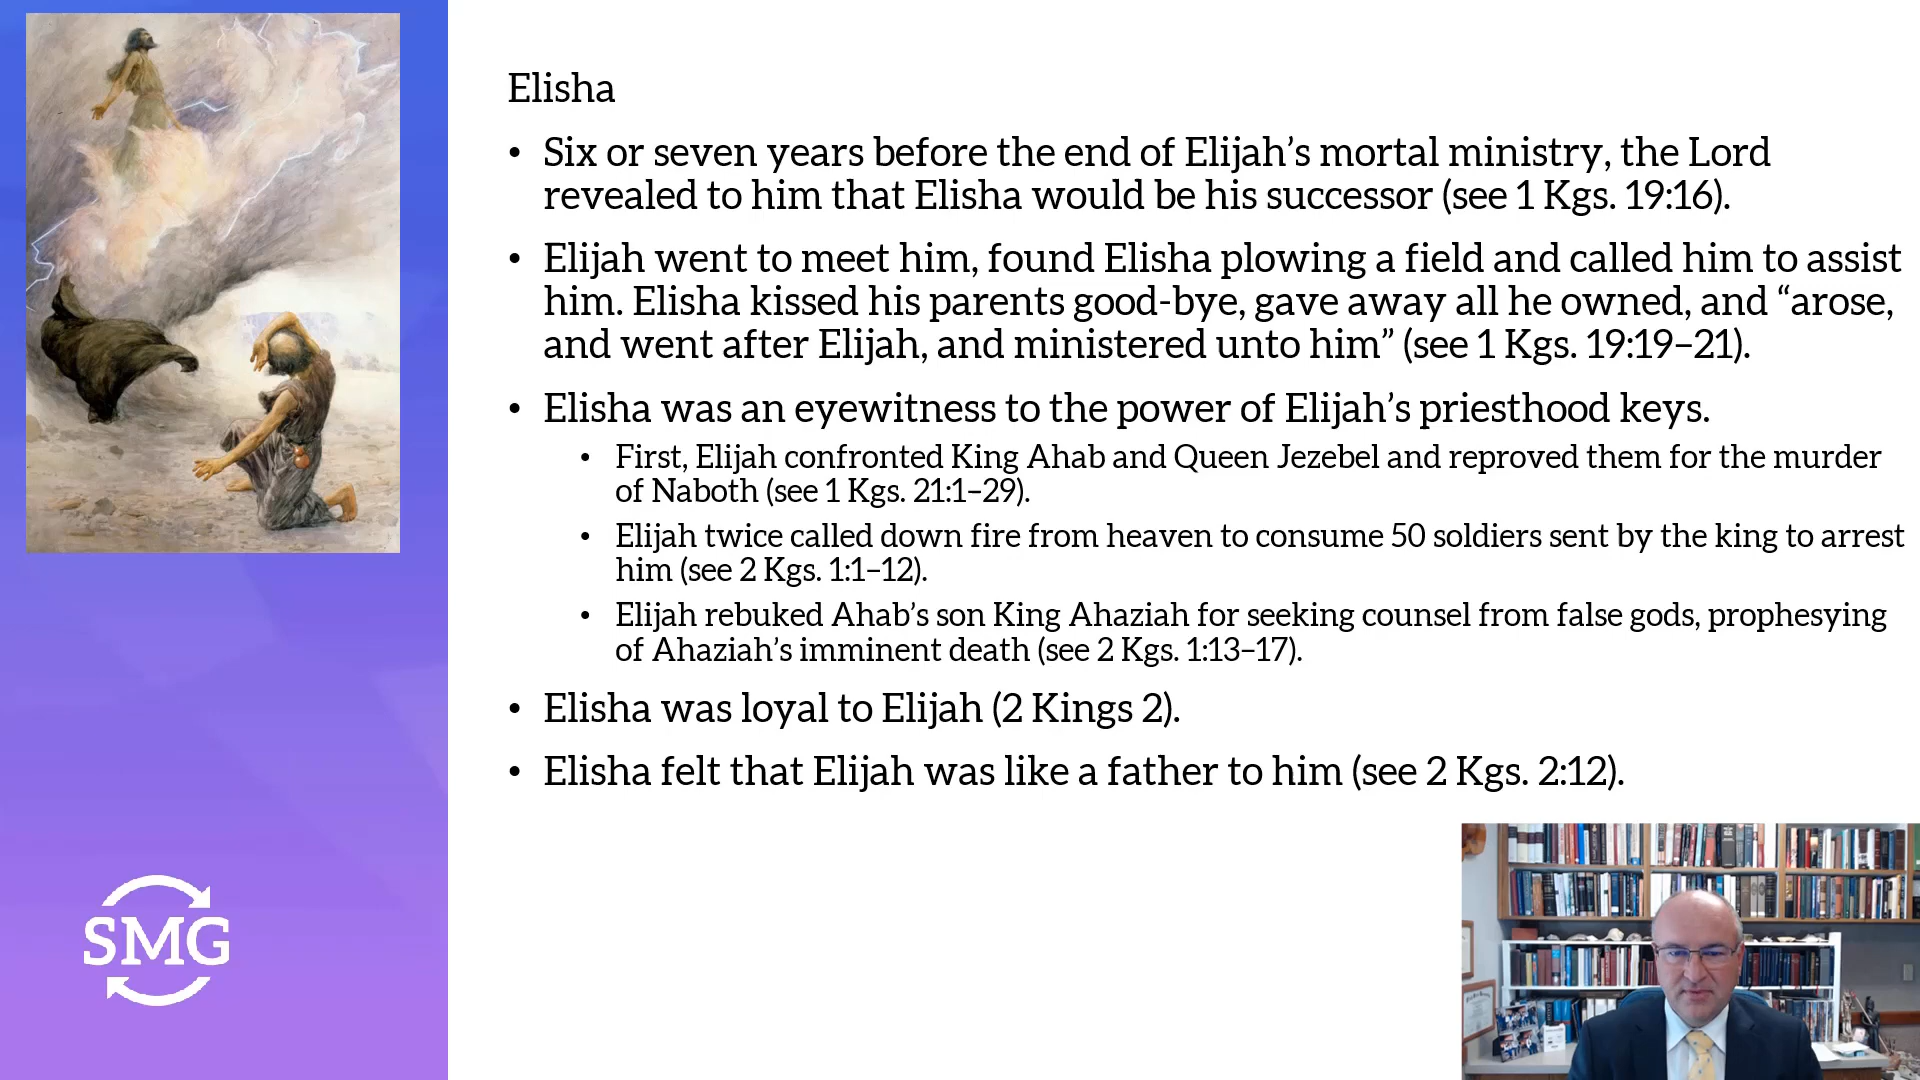 Elisha
• Six or seven years before the end of Elijah’s mortal ministry, the Lord
revealed to him that Elisha would be his successor (see 1 Kgs. 19:16).
• Elijah went to meet him, found Elisha plowing a field and called him to assist
him. Elisha kissed his parents good-bye, gave away all he owned, and “arose,
and went after Elijah, and ministered unto him” (see 1 Kgs. 19:19–21).
• Elisha was an eyewitness to the power of Elijah’s priesthood keys.
• First, Elijah confronted King Ahab and Queen Jezebel and reproved them for the murder
of Naboth (see 1 Kgs. 21:1–29).
• Elijah twice called down fire from heaven to consume 50 soldiers sent by the king to arrest
him (see 2 Kgs. 1:1–12).
• Elijah rebuked Ahab’s son King Ahaziah for seeking counsel from false gods, prophesying
of Ahaziah’s imminent death (see 2 Kgs. 1:13–17).
• Elisha was loyal to Elijah (2 Kings 2).
• Elisha felt that Elijah was like a father to him (see 2 Kgs. 2:12).
SMG